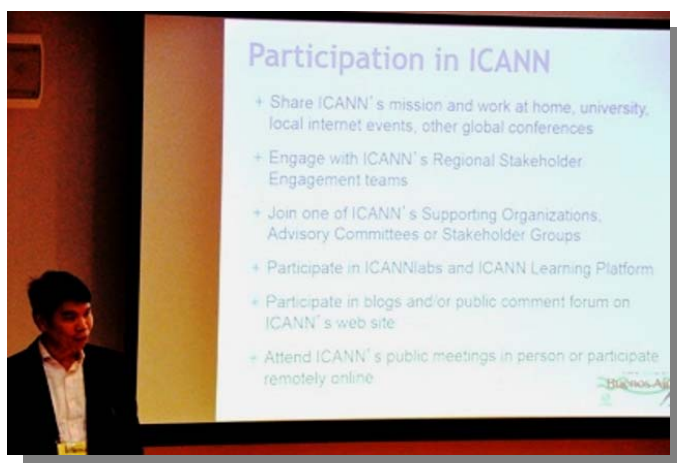 Participation in ICANN
+ Share ICANN's mission and work at home, university,
local internet events, other global conferences
+ Engage with ICANN's Regional Stakeholder
Engagement teams
+ Join one of ICANN's Supporting Organizations,
Advisory Committees or Stakeholder Groups
+ Participate in ICANNlabs and ICANN Learning Platform
+ Participate in blogs and/or public comment forum on
ICANN's web site
+ Attend ICANN's public meetings in person or participate
remotely online
Buenos